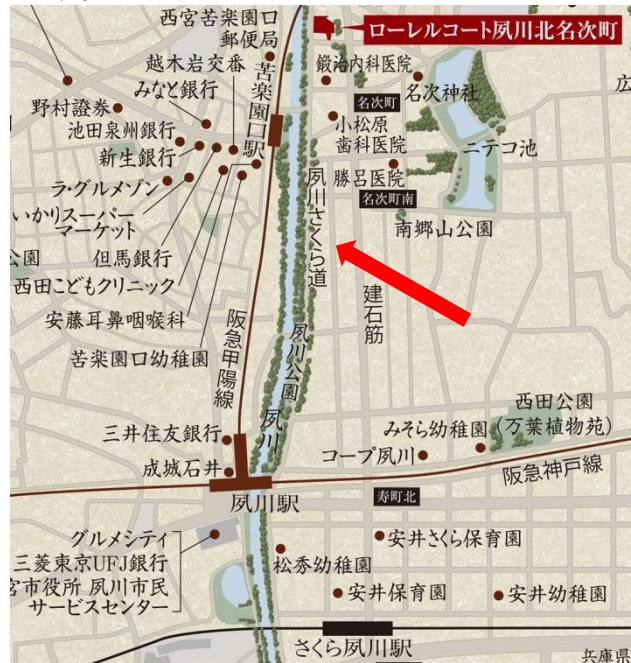 西宮苦楽園口
郵便局
ローレルコート夙川北名次町
越木岩交番
みなと銀行
苦楽園口駅
鍛治内科医院
名次神社
広
野村證券
池田泉州銀行
新生銀行
名次町
小松原
歯科医院
ニテコ池
ラ・グルメゾン
勝呂医院
名次町南
いかりスーパー
マーケット
夙川さくら道
南郷山公園
公園
但馬銀行
西田こどもクリニック
安藤耳鼻咽喉科
苦楽園口幼稚園
阪急甲陽線
夙川公園
夙川
建石筋
西田公園
(万葉植物苑)
みそら幼稚園
三井住友銀行
コープ夙川
成城石井
阪急神戸線
夙川駅
寿町北
グルメシティ
三菱東京UFJ銀行
宮市役所 夙川市民
サービスセンター
安井さくら保育園
松秀幼稚園
安井保育園
安井幼稚園
さくら夙川駅
兵庫県